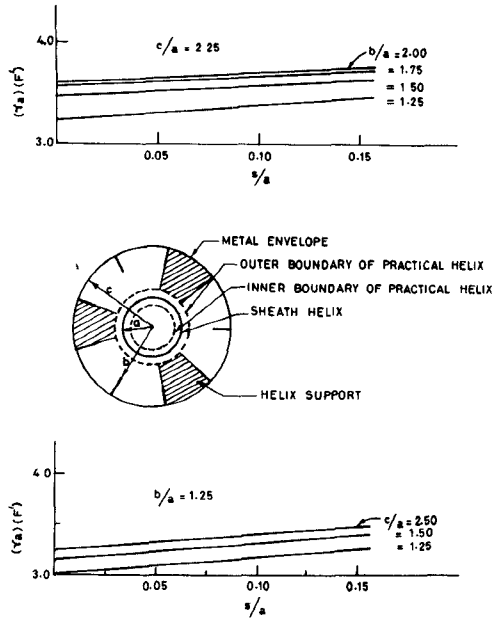 4.0
c/a = 2.25
b/a = 2.00
= 1.75
= 1.50
= 1.25
(γa)(F')
3.0
0.05
0.10
0.15
s/a
METAL ENVELOPE
OUTER BOUNDARY OF PRACTICAL HELIX
INNER BOUNDARY OF PRACTICAL HELIX
SHEATH HELIX
c
a
b
HELIX SUPPORT
4.0
b/a = 1.25
c/a = 2.50
= 1.50
= 1.25
(γa)(F')
3.0
0.05
0.10
0.15
s/a